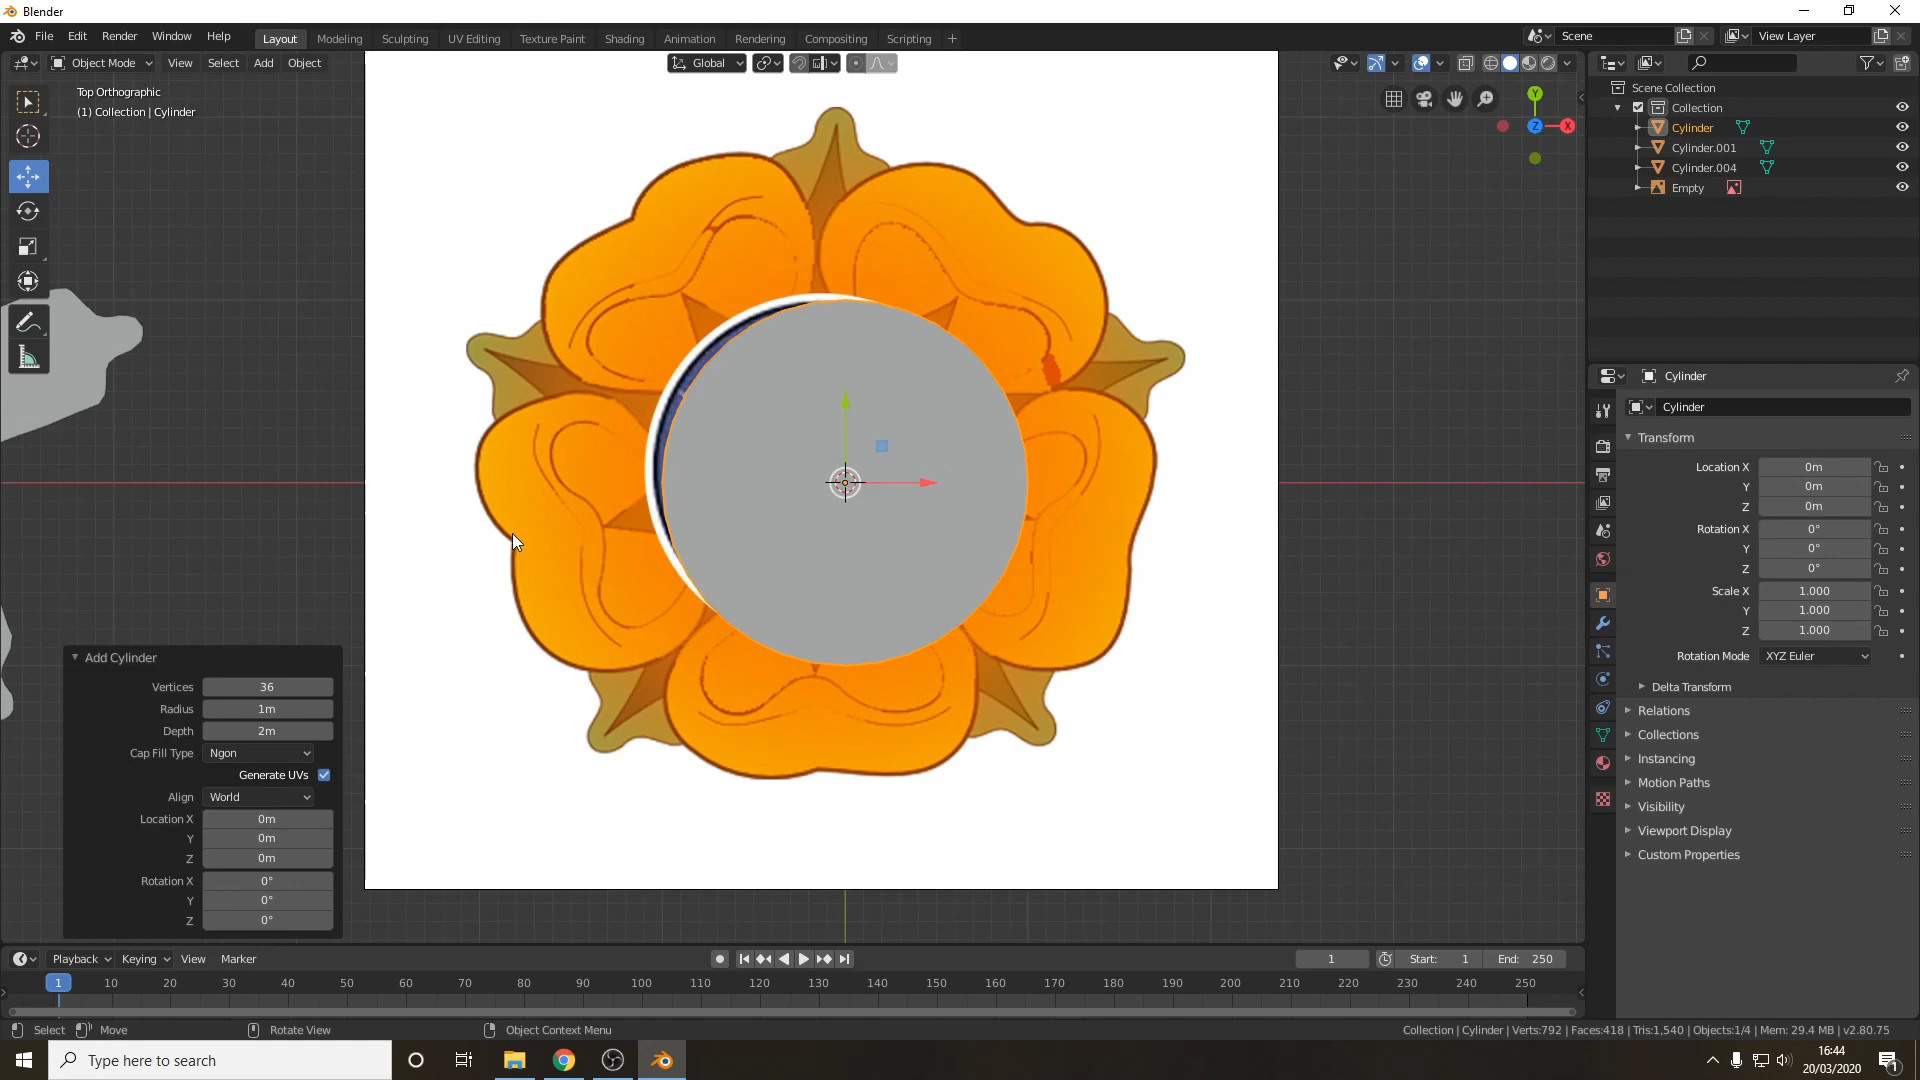 Blender
File Edit Render Window Help
Layout Modeling Sculpting UV Editing Texture Paint Shading Animation Rendering Compositing Scripting +
Scene View Layer
Object Mode View Select Add Object Global
Top Orthographic
(1) Collection | Cylinder
Y
Z X
Scene Collection
Collection
Cylinder
Cylinder.001
Cylinder.004
Empty
Cylinder
Cylinder
Transform
Location X 0m
Y 0m
Z 0m
Rotation X 0°
Y 0°
Z 0°
Scale X 1.000
Y 1.000
Z 1.000
Rotation Mode XYZ Euler
Delta Transform
Relations
Collections
Instancing
Motion Paths
Visibility
Viewport Display
Custom Properties
Add Cylinder
Vertices 36
Radius 1m
Depth 2m
Cap Fill Type Ngon
Generate UVs
Align World
Location X 0m
Y 0m
Z 0m
Rotation X 0°
Y 0°
Z 0°
Playback Keying View Marker 1 Start: 1 End: 250
1 10 20 30 40 50 60 70 80 90 100 110 120 130 140 150 160 170 180 190 200 210 220 230 240 250
Select Move Rotate View Object Context Menu Collection | Cylinder | Verts:792 | Faces:418 | Tris:1,540 | Objects:1/4 | Mem: 29.4 MB | v2.80.75
Type here to search
16:44
20/03/2020
1